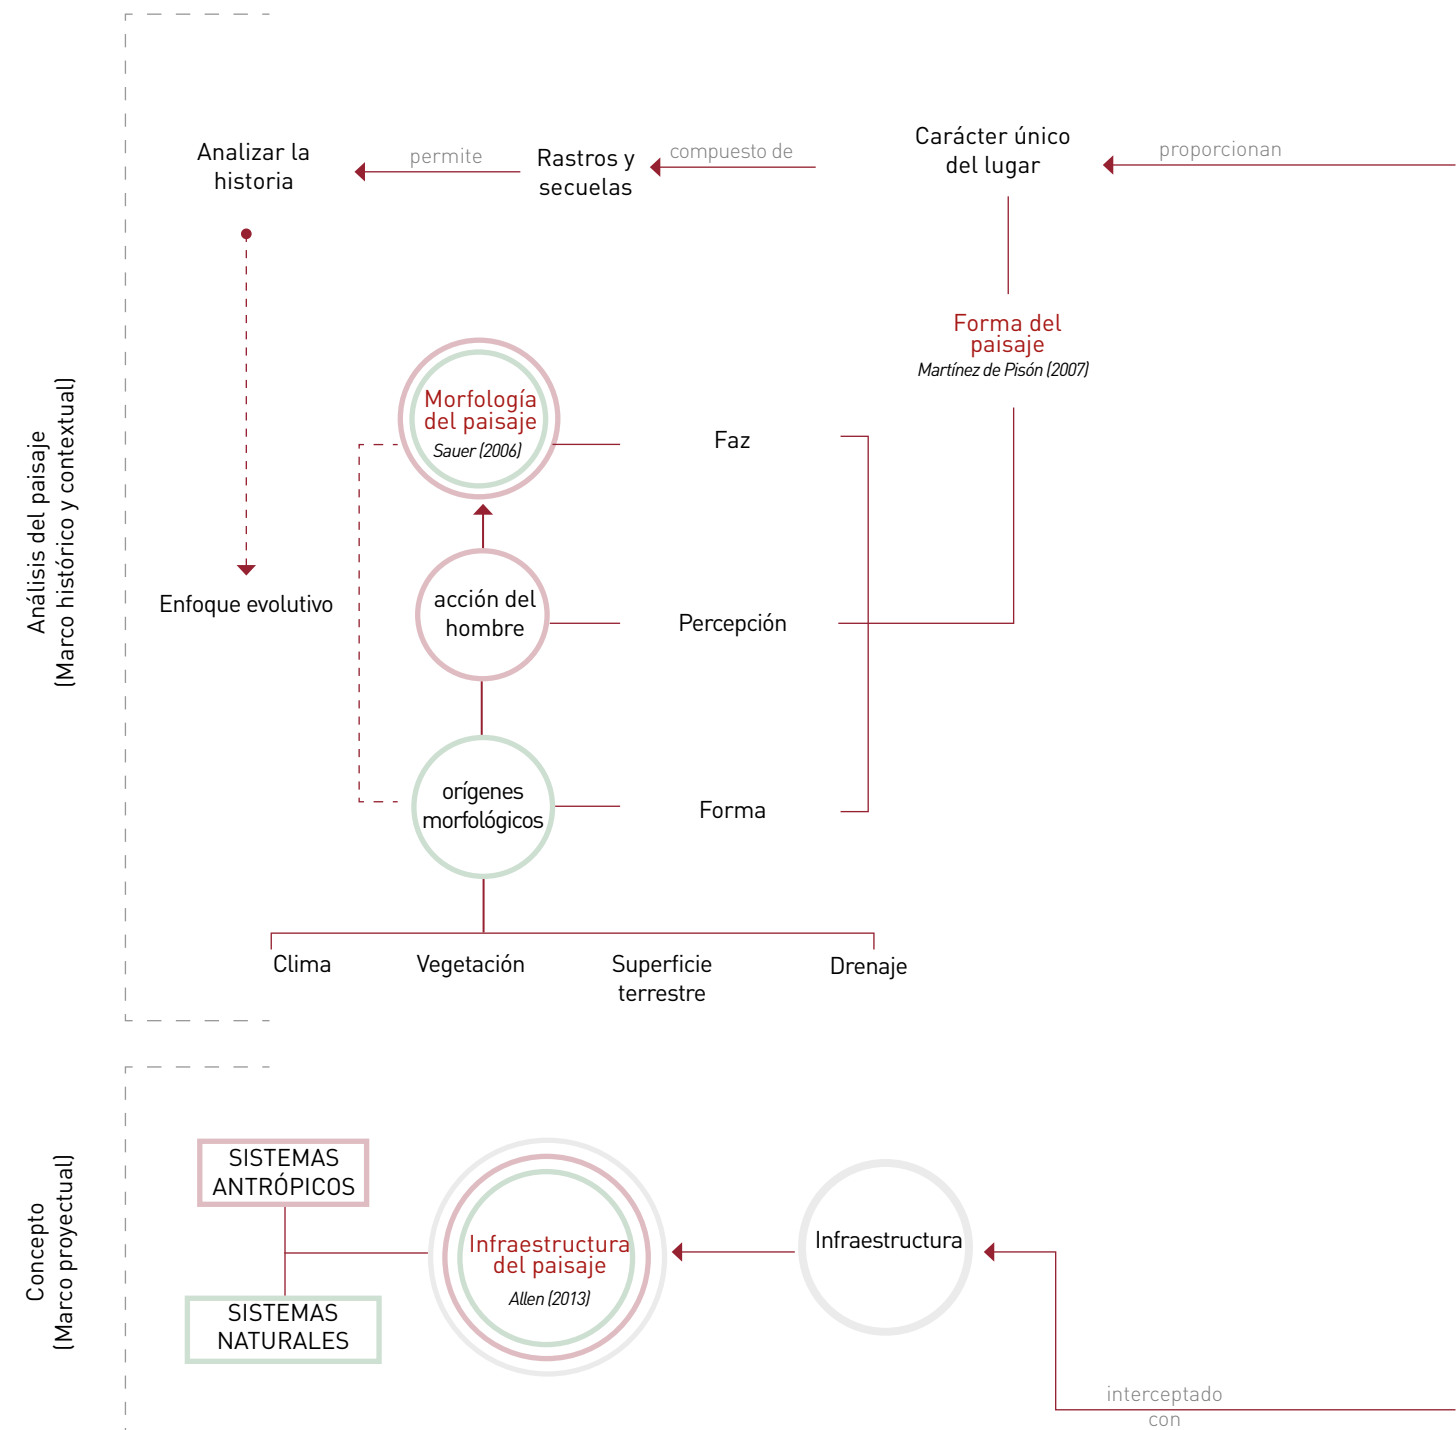 Análisis del paisaje
(Marco histórico y contextual)
Analizar la
historia
permite
Rastros y
secuelas
compuesto de
Carácter único
del lugar
proporcionan
Forma del
paisaje
Martínez de Pisón (2007)
Morfología
del paisaje
Sauer (2006)
Faz
Enfoque evolutivo
acción del
hombre
Percepción
orígenes
morfológicos
Forma
Clima
Vegetación
Superficie
terrestre
Drenaje
Concepto
(Marco proyectual)
SISTEMAS
ANTRÓPICOS
SISTEMAS
NATURALES
Infraestructura
del paisaje
Allen (2013)
Infraestructura
interceptado
con